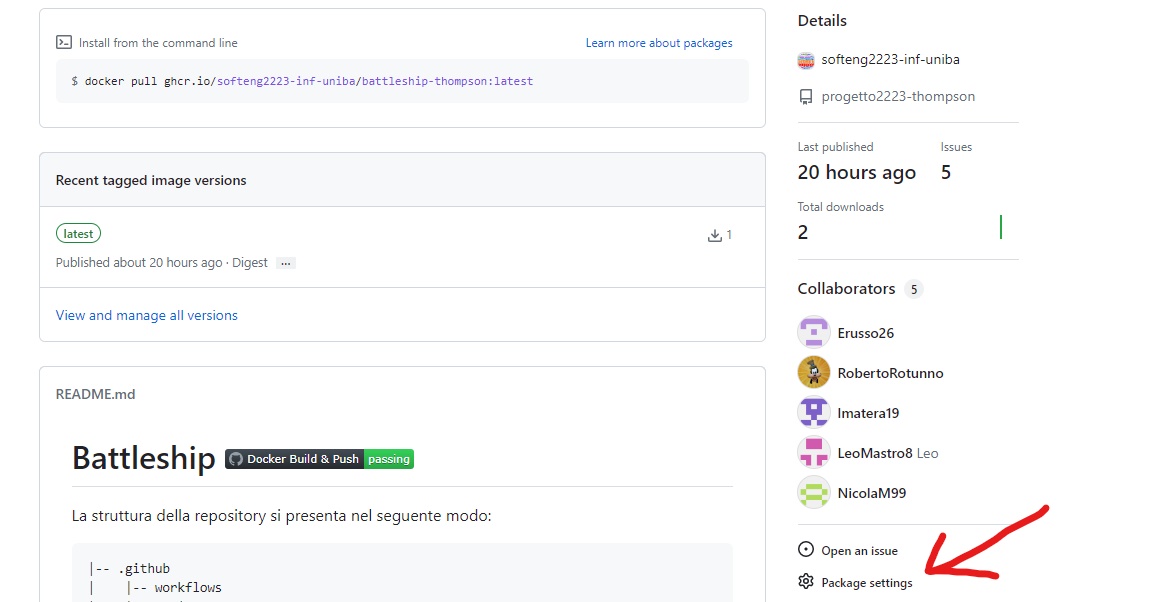 Install from the command line
Learn more about packages
$ docker pull ghcr.io/softeng2223-inf-uniba/battleship-thompson:latest
Recent tagged image versions
latest
1
Published about 20 hours ago · Digest ...
View and manage all versions
README.md
Battleship Docker Build & Push passing
La struttura della repository si presenta nel seguente modo:
|-- .github
| |-- workflows
Details
softeng2223-inf-uniba
progetto2223-thompson
Last published Issues
20 hours ago 5
Total downloads
2
Collaborators 5
Erusso26
RobertoRotunno
Imatera19
LeoMastro8 Leo
NicolaM99
Open an issue
Package settings